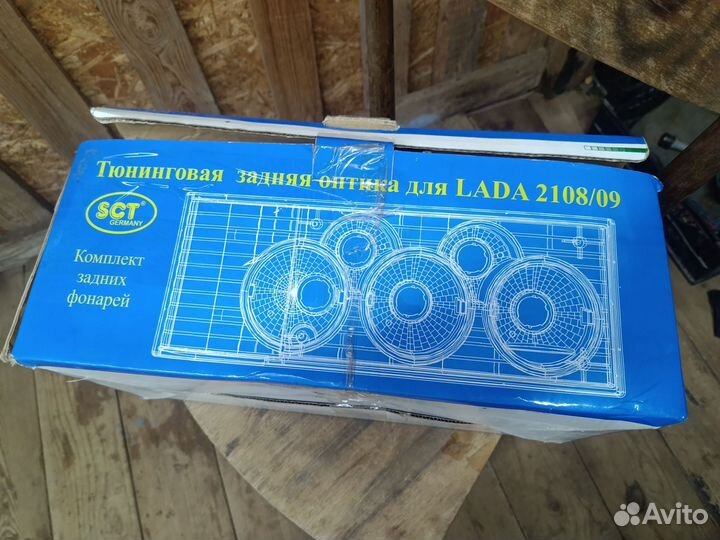 Тюнинговая задняя оптика для LADA 2108/09
SCT®
GERMANY
Комплект
задних
фонарей
Avito